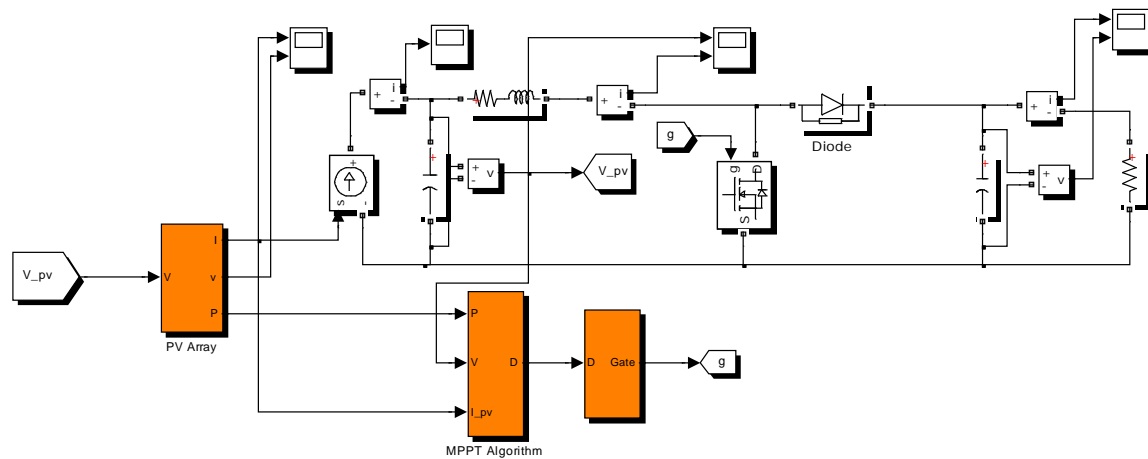 i
+
-
i
+
-
i
+
-
g
Diode
+
s
-
+
-
v
V_pv
g
D
S
+
-
v
V_pv
V
I
v
P
PV Array
P
V
I_pv
D
MPPT Algorithm
D
Gate
g